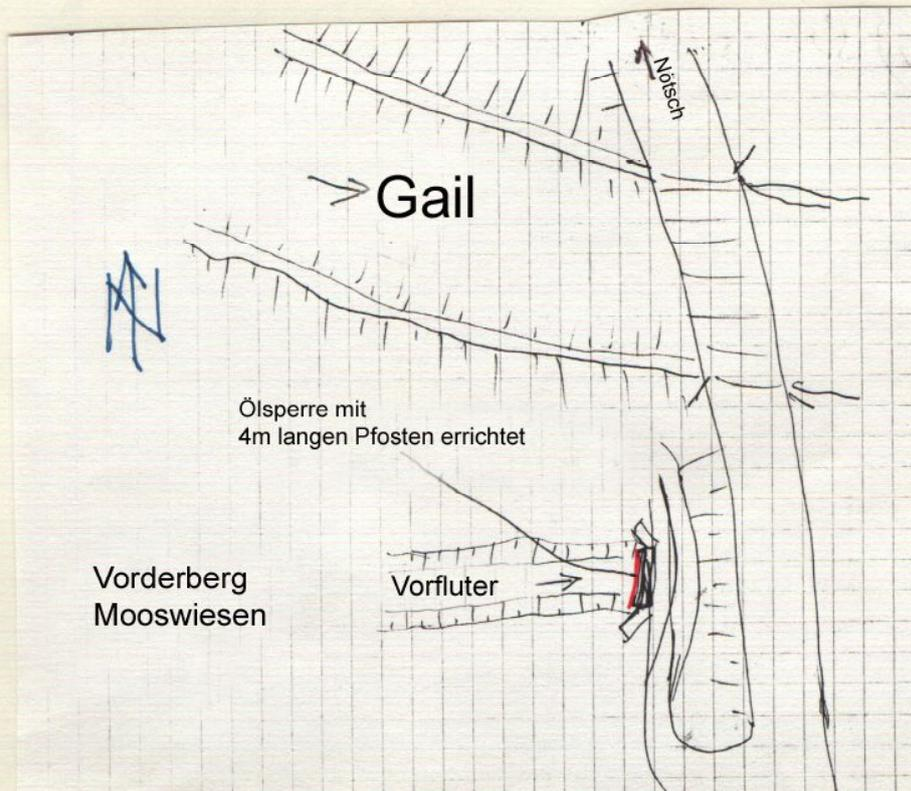 Nötsch
Gail
N
Ölsperre mit
4m langen Pfosten errichtet
Vorfluter
Vorderberg
Mooswiesen